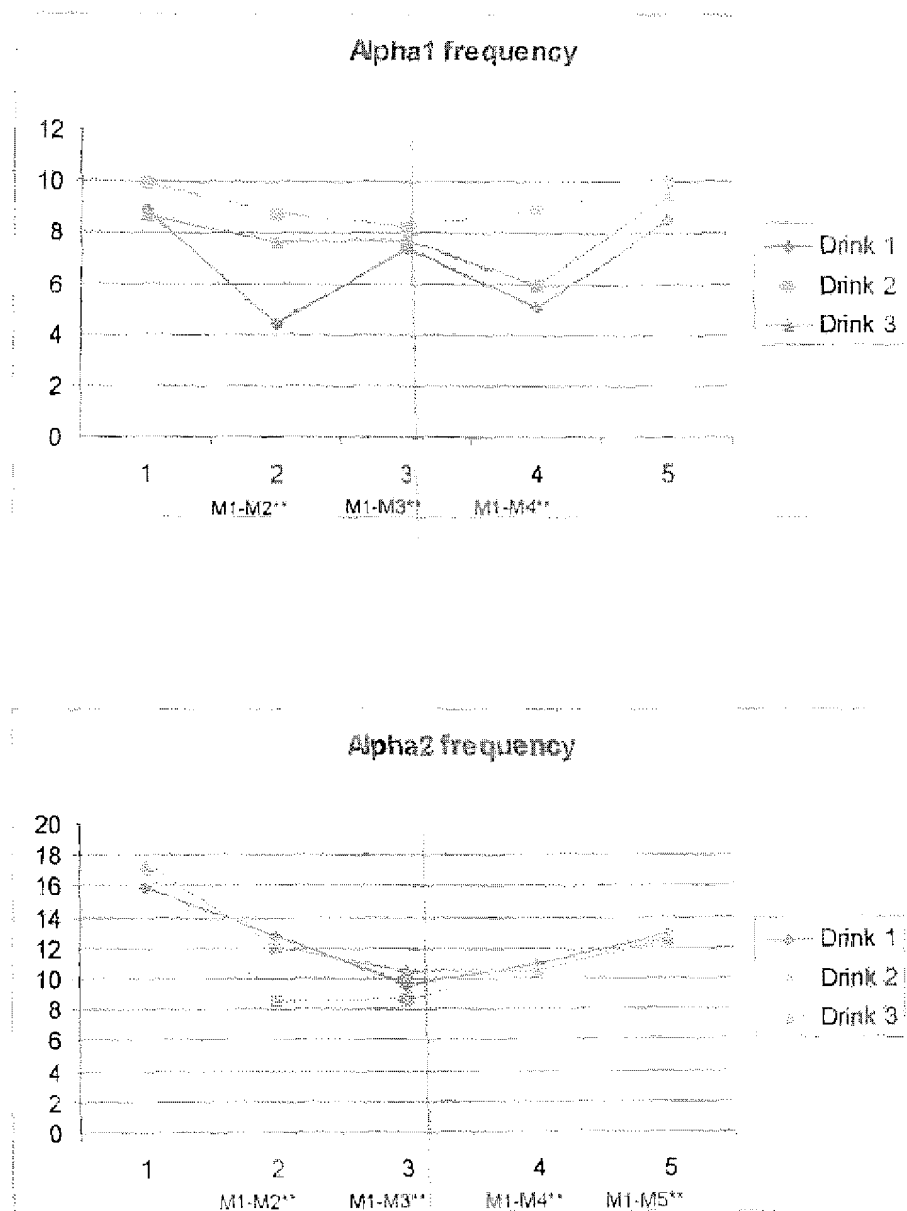 Alpha1 frequency
12
10
8
6
4
2
0
1 2 3 4 5
M1-M2** M1-M3** M1-M4**
Drink 1
Drink 2
Drink 3
Alpha2 frequency
20
18
16
14
12
10
8
6
4
2
0
1 2 3 4 5
M1-M2** M1-M3** M1-M4** M1-M5**
Drink 1
Drink 2
Drink 3